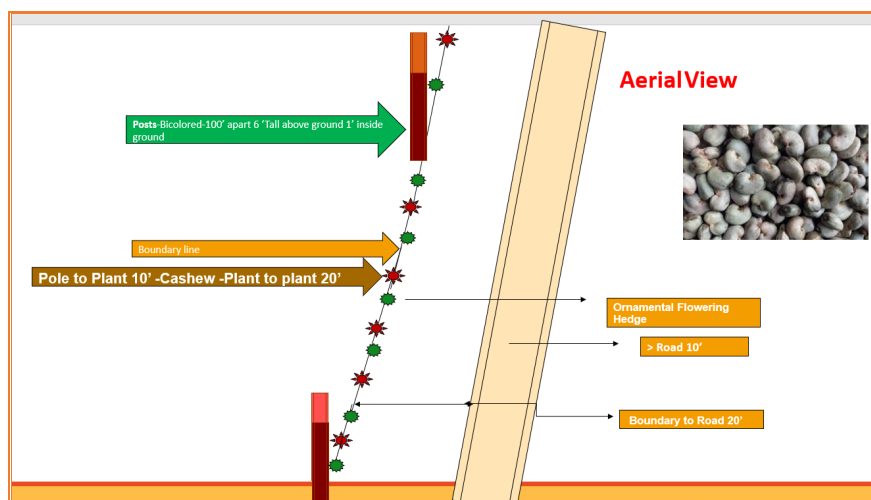 Aerial View
Posts-Bicolored-100' apart 6 'Tall above ground 1' inside
ground
Boundary line
Pole to Plant 10' -Cashew -Plant to plant 20'
Ornamental Flowering
Hedge
> Road 10'
Boundary to Road 20'